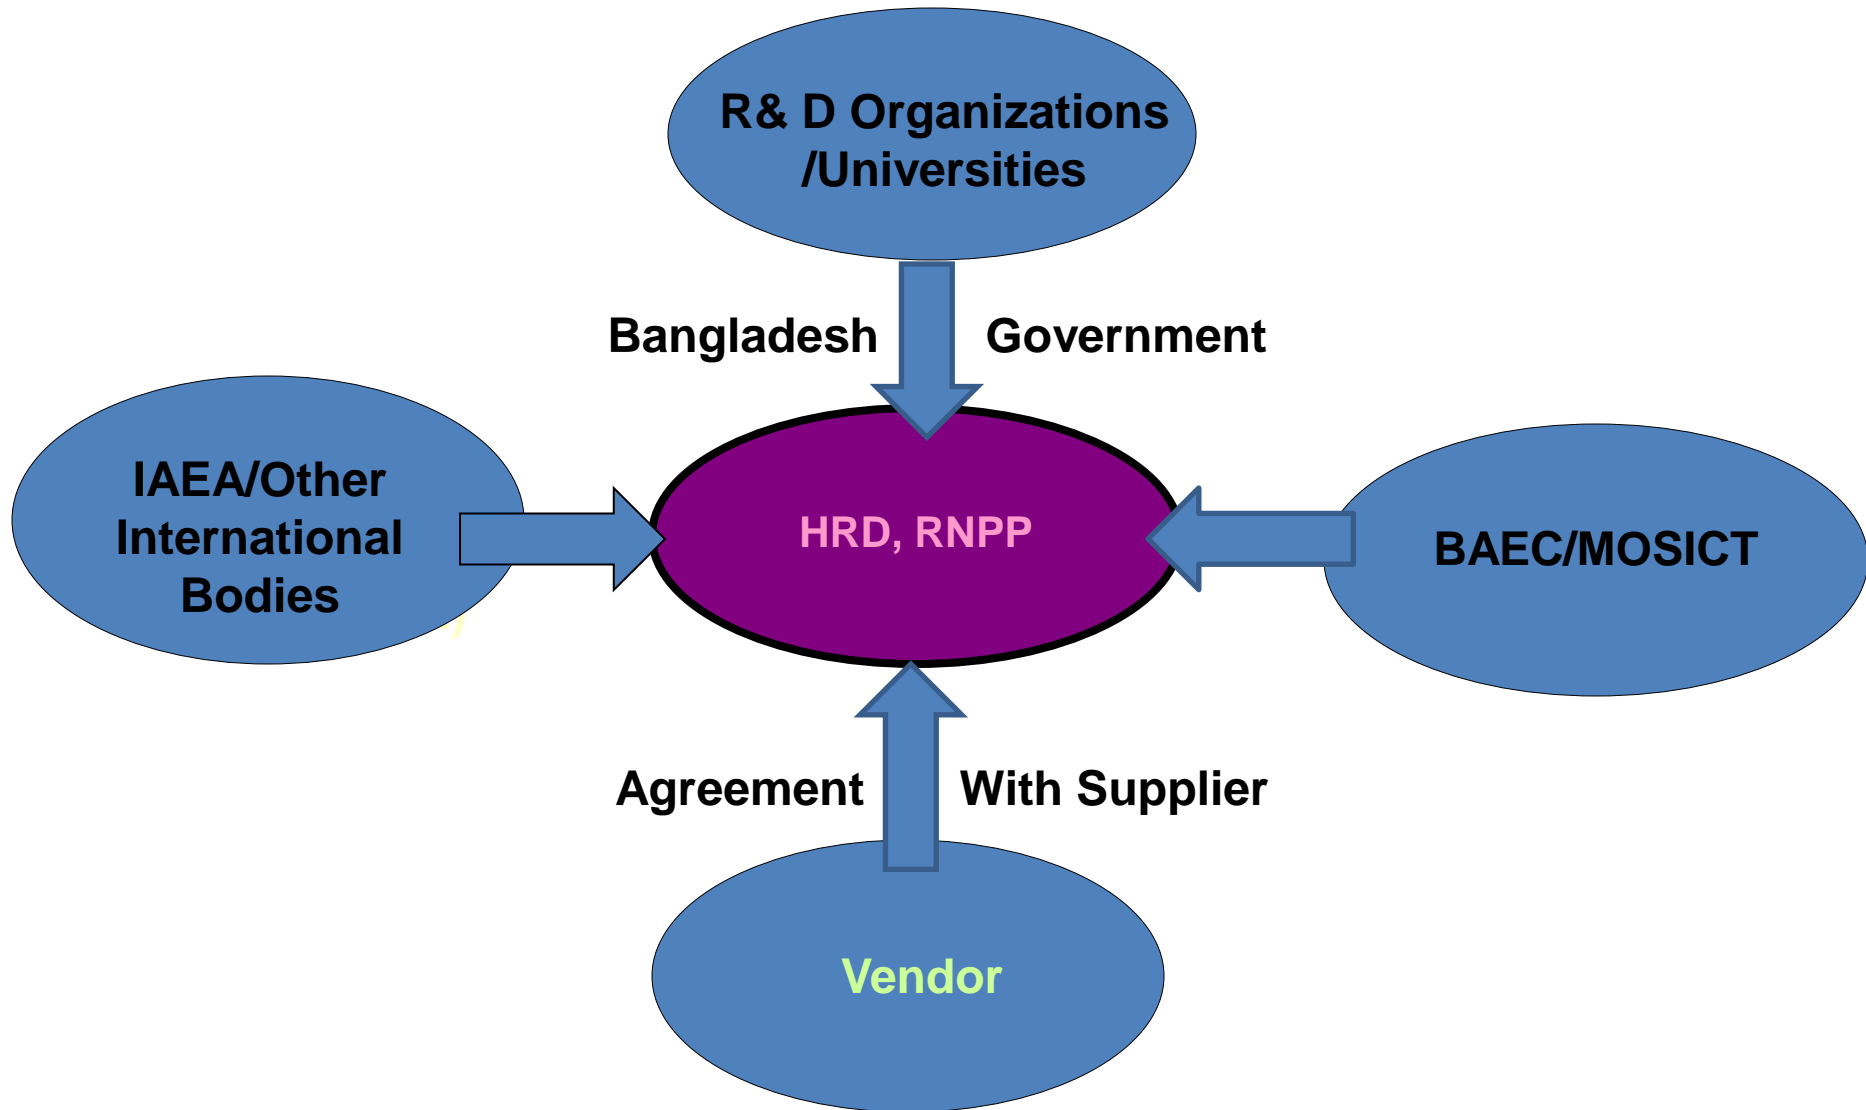 R& D Organizations
/Universities
Bangladesh Government
IAEA/Other
International
Bodies
HRD, RNPP
BAEC/MOSICT
Agreement With Supplier
Vendor